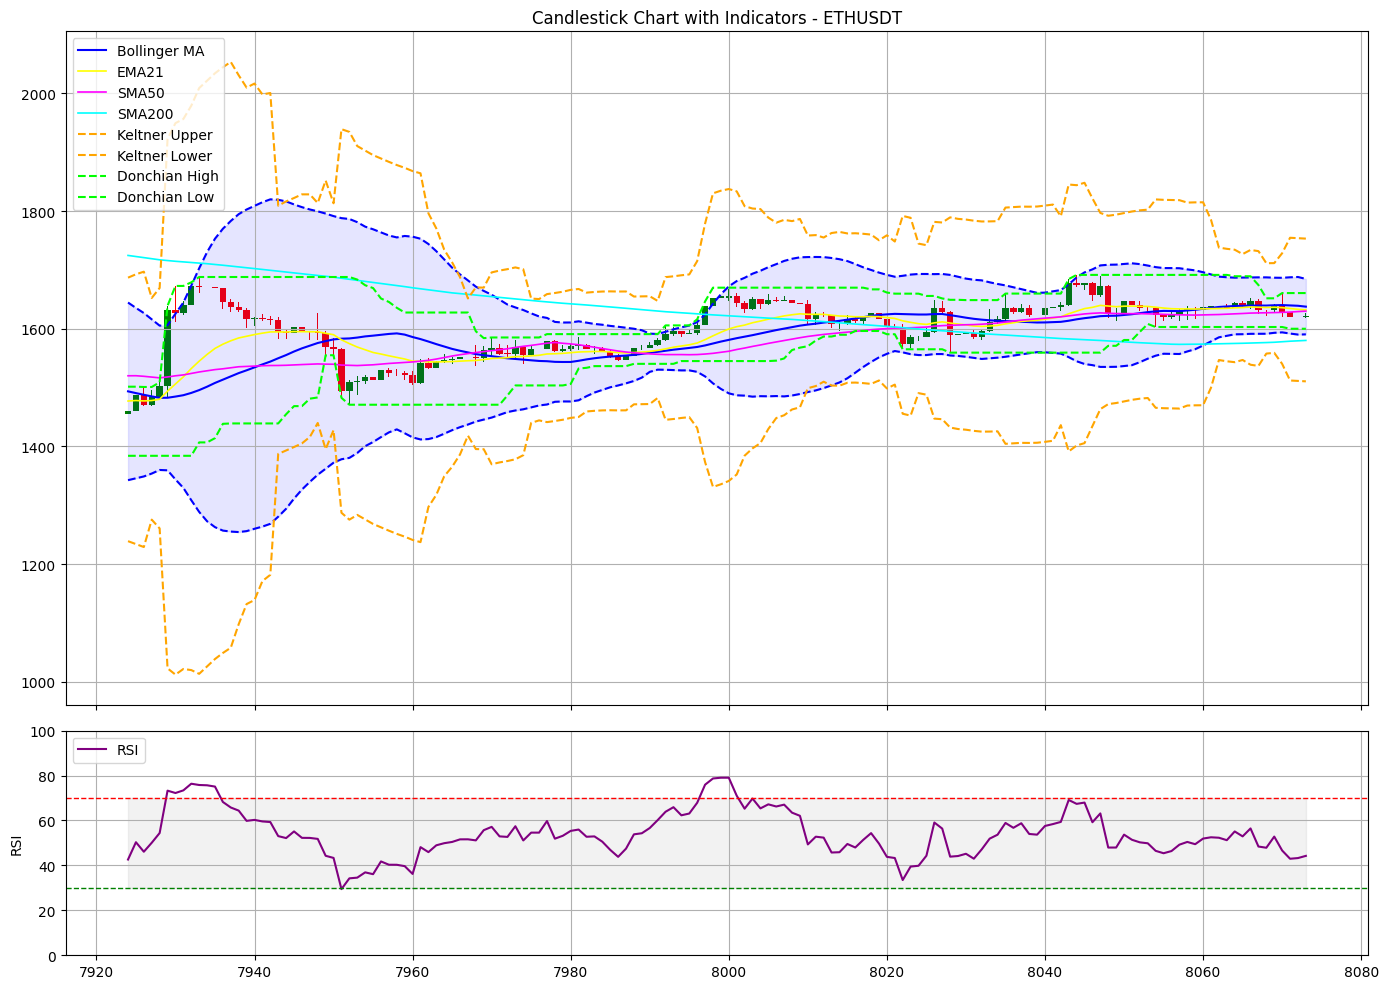 Candlestick Chart with Indicators - ETHUSDT
Bollinger MA
EMA21
SMA50
SMA200
Keltner Upper
Keltner Lower
Donchian High
Donchian Low
2000
1800
1600
1400
1200
1000
RSI
100
80
60
40
20
0
RSI
7920 7940 7960 7980 8000 8020 8040 8060 8080